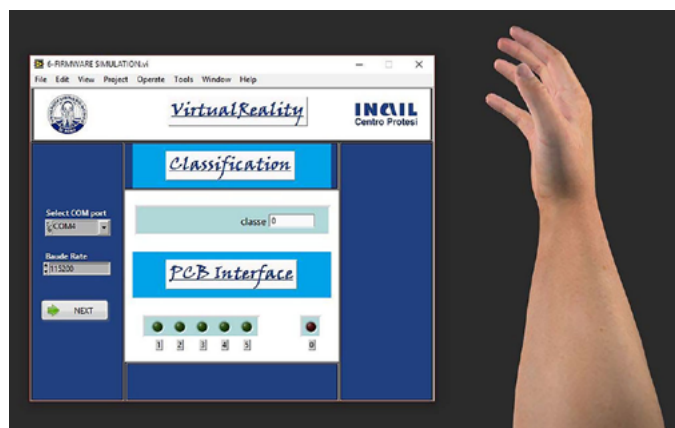 6-FIRMWARE SIMULATION.vi
File Edit View Project Operate Tools Window Help
VirtualReality
INAIL
Centro Protesi
Classification
Select COM port
COM4
classe 0
Baude Rate
115200
PCB Interface
NEXT
1 2 3 4 5 0